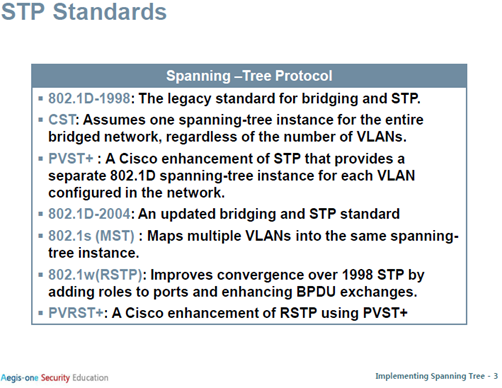 STP Standards
Spanning –Tree Protocol
▪ 802.1D-1998: The legacy standard for bridging and STP.
▪ CST: Assumes one spanning-tree instance for the entire
bridged network, regardless of the number of VLANs.
▪ PVST+ : A Cisco enhancement of STP that provides a
separate 802.1D spanning-tree instance for each VLAN
configured in the network.
▪ 802.1D-2004: An updated bridging and STP standard
▪ 802.1s (MST) : Maps multiple VLANs into the same spanning-
tree instance.
▪ 802.1w(RSTP): Improves convergence over 1998 STP by
adding roles to ports and enhancing BPDU exchanges.
▪ PVRST+: A Cisco enhancement of RSTP using PVST+
Aegis-one Security Education
Implementing Spanning Tree - 3